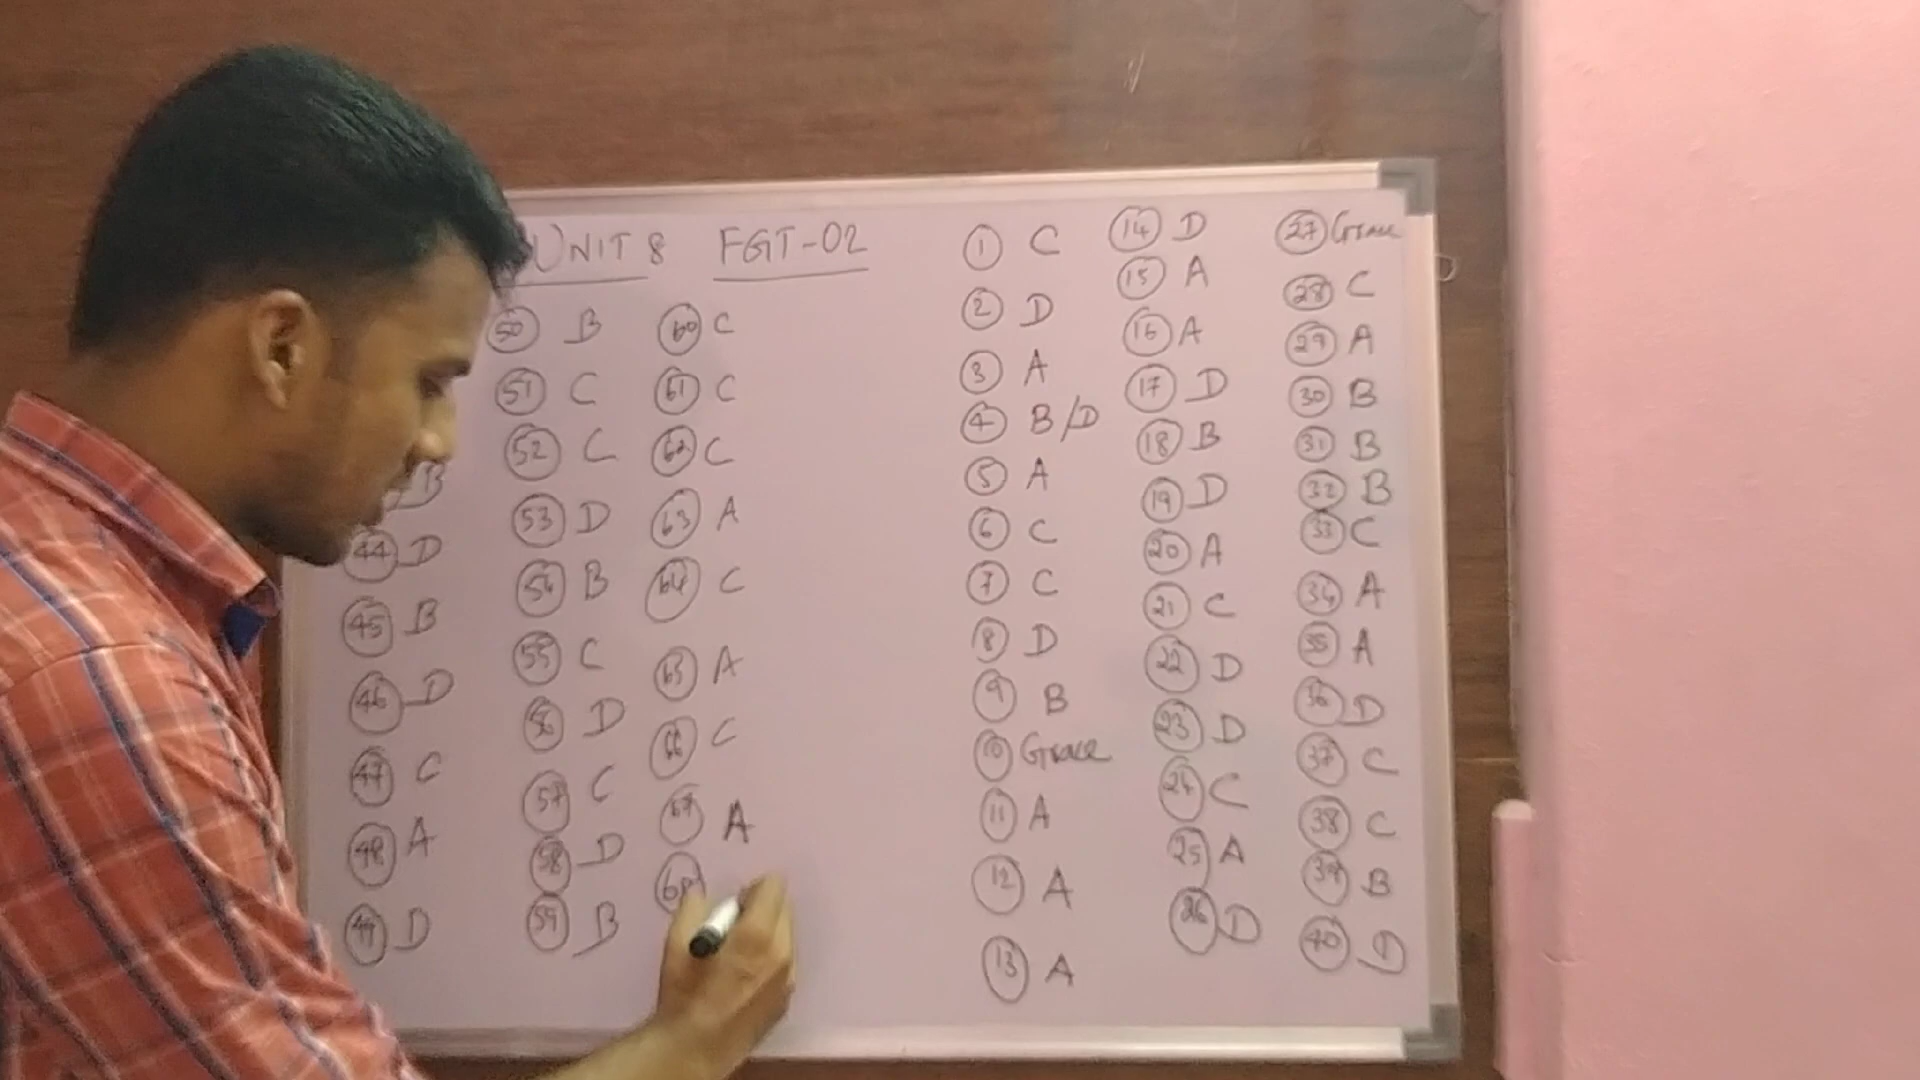 UNIT 8 FGT-02
1 C
2 D
3 A
4 B/D
5 A
6 C
7 C
8 D
9 B
10 Grace
11 A
12 A
13 A
14 D
15 A
16 A
17 D
18 B
19 D
20 A
21 C
22 D
23 D
24 C
25 A
26 D
27 Grace
28 C
29 A
30 B
31 B
32 B
33 C
34 A
35 A
36 D
37 C
38 C
39 B
40 D
B
44 D
45 B
46 D
47 C
48 A
49 D
50 B
51 C
52 C
53 D
54 B
55 C
56 D
57 C
58 D
59 B
60 C
61 C
62 C
63 A
64 C
65 A
66 C
67 A
68